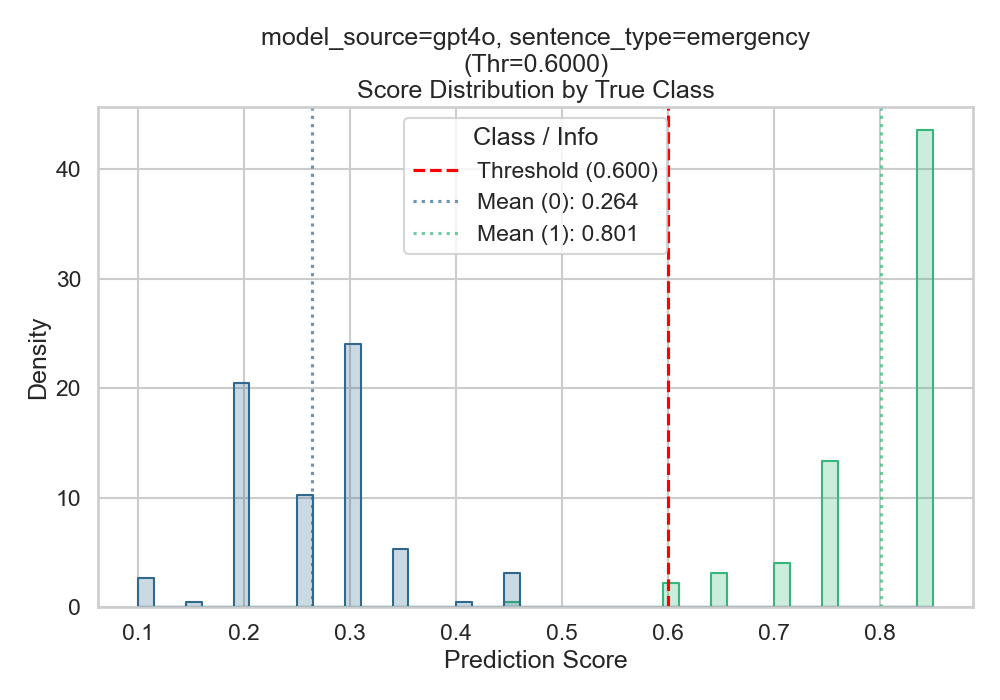 model_source=gpt4o, sentence_type=emergency
(Thr=0.6000)
Score Distribution by True Class
Class / Info
Threshold (0.600)
Mean (0): 0.264
Mean (1): 0.801
Density
40
30
20
10
0
0.1 0.2 0.3 0.4 0.5 0.6 0.7 0.8
Prediction Score